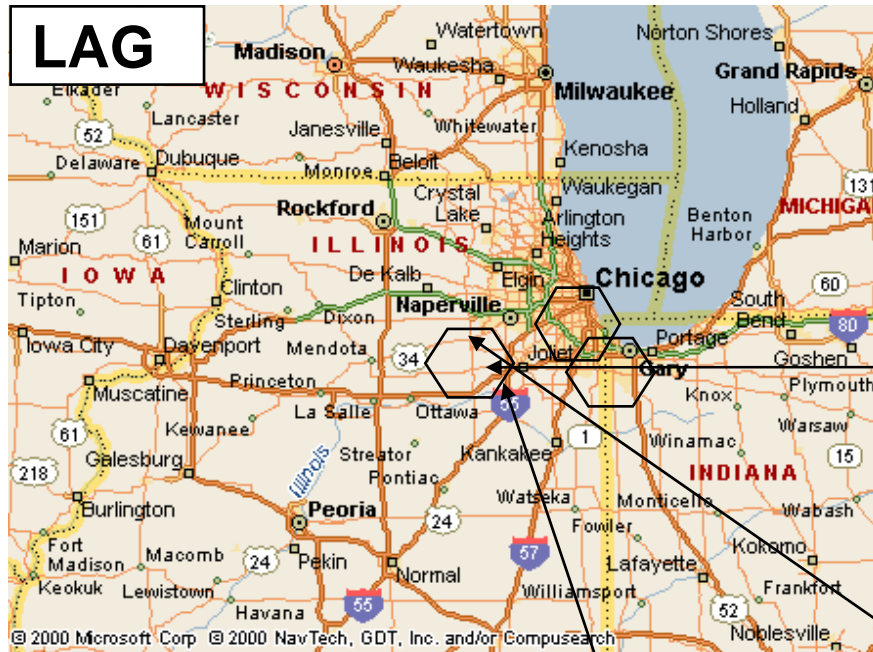 LAG
Watertown
Norton Shores
Madison
Waukesha
Grand Rapids
Elkader
WISCONSIN
Milwaukee
Holland
Lancaster
Whitewater
52
Janesville
Kenosha
Delaware
Dubuque
Beloit
Monroe
Crystal
Lake
Waukegan
131
151
Mount
Carroll
Rockford
Arlington
Heights
MICHIGA
Benton
Harbor
61
Marion
ILLINOIS
IOWA
De Kalb
Elgin
Chicago
60
Tipton
Clinton
Naperville
South
Bend
Sterling
Dixon
80
Iowa City
Davenport
Mendota
34
Joliet
Portage
Goshen
Gary
Muscatine
Princeton
Plymouth
La Salle
Ottawa
55
Knox
61
Kewanee
1
Warsaw
Streator
Kankakee
Winamac
218
Galesburg
Illinois
Pontiac
INDIANA
15
Watseka
Monticello
Wabash
Burlington
Peoria
24
Fowler
Fort
Madison
Macomb
24
Pekin
57
Kokomo
Keokuk
Lewistown
Normal
Lafayette
Williamsport
Frankfort
Havana
55
52
© 2000 Microsoft Corp © 2000 NavTech, GDT, Inc. and/or Compusearch
Noblesville